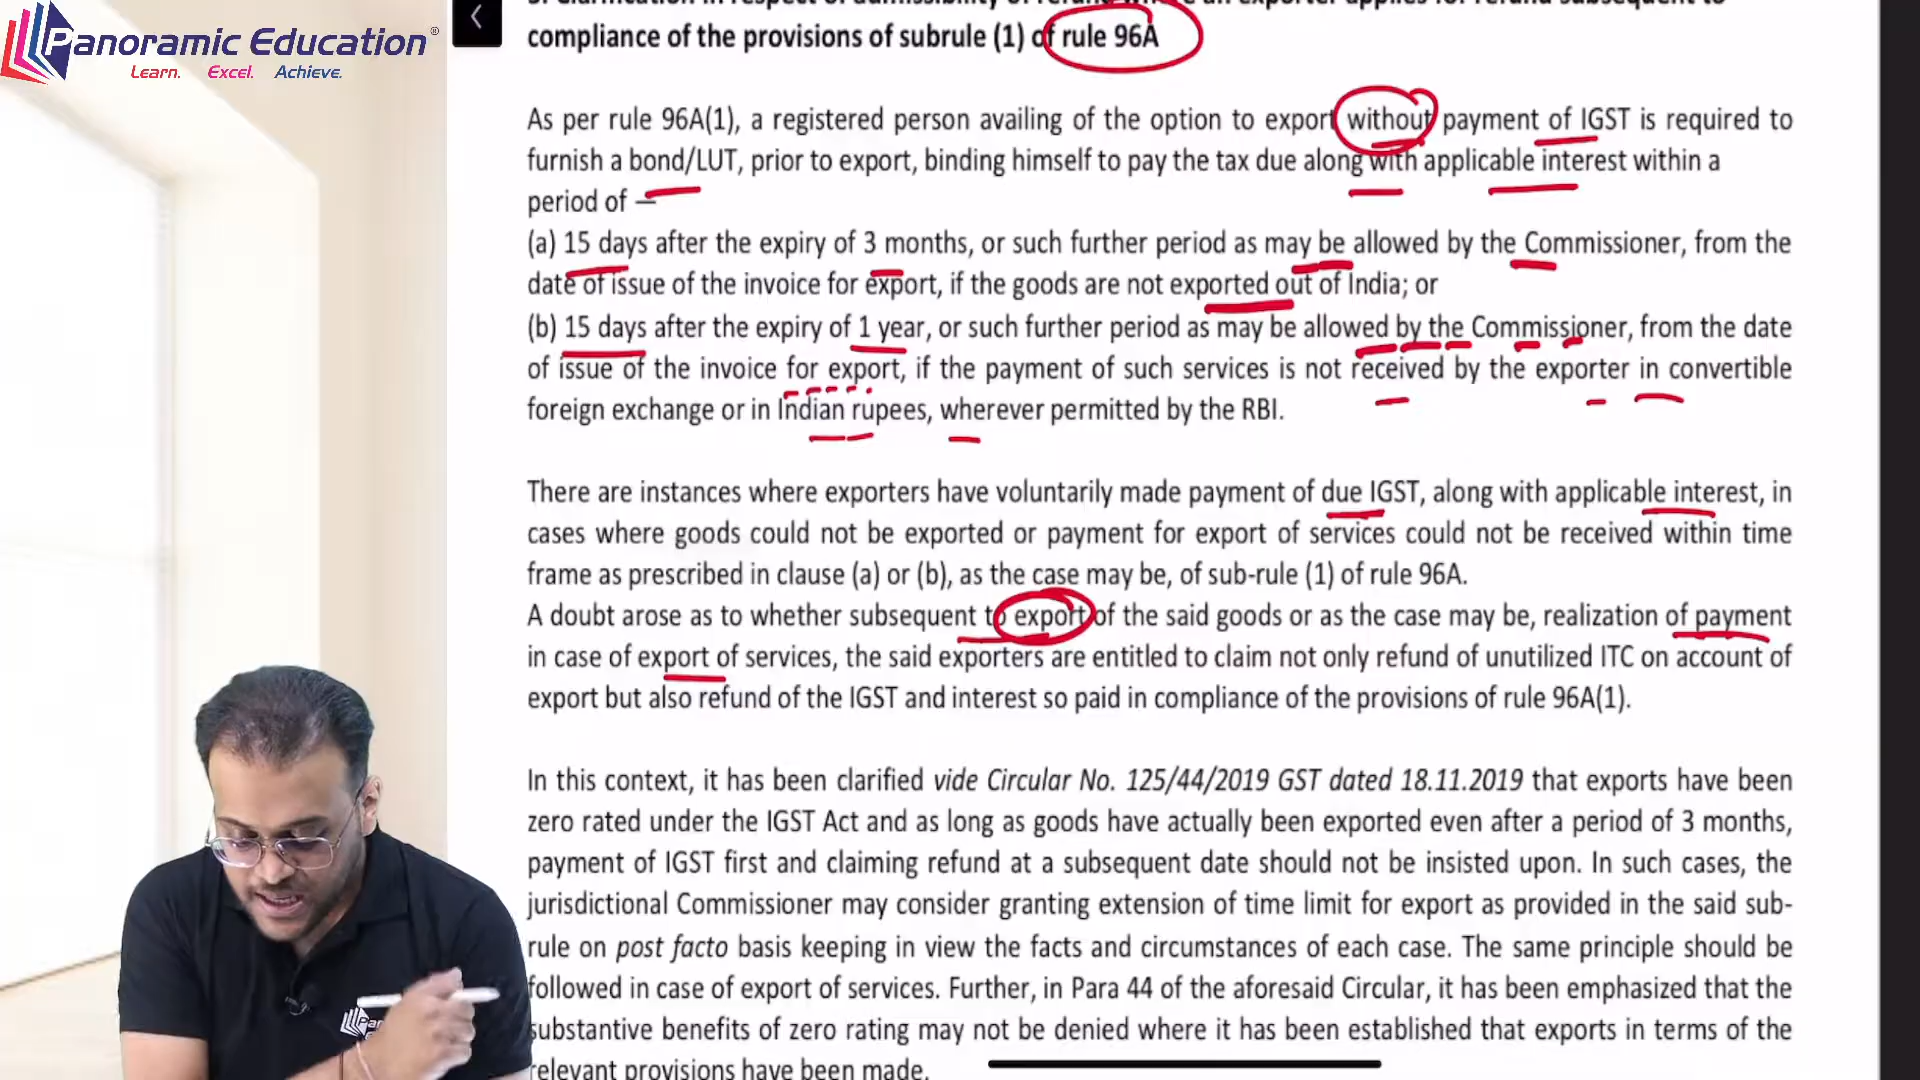 Panoramic Education®
Learn. Excel. Achieve.
compliance of the provisions of subrule (1) of rule 96A
As per rule 96A(1), a registered person availing of the option to export without payment of IGST is required to
furnish a bond/LUT, prior to export, binding himself to pay the tax due along with applicable interest within a
period of —
(a) 15 days after the expiry of 3 months, or such further period as may be allowed by the Commissioner, from the
date of issue of the invoice for export, if the goods are not exported out of India; or
(b) 15 days after the expiry of 1 year, or such further period as may be allowed by the Commissioner, from the date
of issue of the invoice for export, if the payment of such services is not received by the exporter in convertible
foreign exchange or in Indian rupees, wherever permitted by the RBI.
There are instances where exporters have voluntarily made payment of due IGST, along with applicable interest, in
cases where goods could not be exported or payment for export of services could not be received within time
frame as prescribed in clause (a) or (b), as the case may be, of sub-rule (1) of rule 96A.
A doubt arose as to whether subsequent to export of the said goods or as the case may be, realization of payment
in case of export of services, the said exporters are entitled to claim not only refund of unutilized ITC on account of
export but also refund of the IGST and interest so paid in compliance of the provisions of rule 96A(1).
In this context, it has been clarified vide Circular No. 125/44/2019 GST dated 18.11.2019 that exports have been
zero rated under the IGST Act and as long as goods have actually been exported even after a period of 3 months,
payment of IGST first and claiming refund at a subsequent date should not be insisted upon. In such cases, the
jurisdictional Commissioner may consider granting extension of time limit for export as provided in the said sub-
rule on post facto basis keeping in view the facts and circumstances of each case. The same principle should be
followed in case of export of services. Further, in Para 44 of the aforesaid Circular, it has been emphasized that the
substantive benefits of zero rating may not be denied where it has been established that exports in terms of the
relevant provisions have been made.